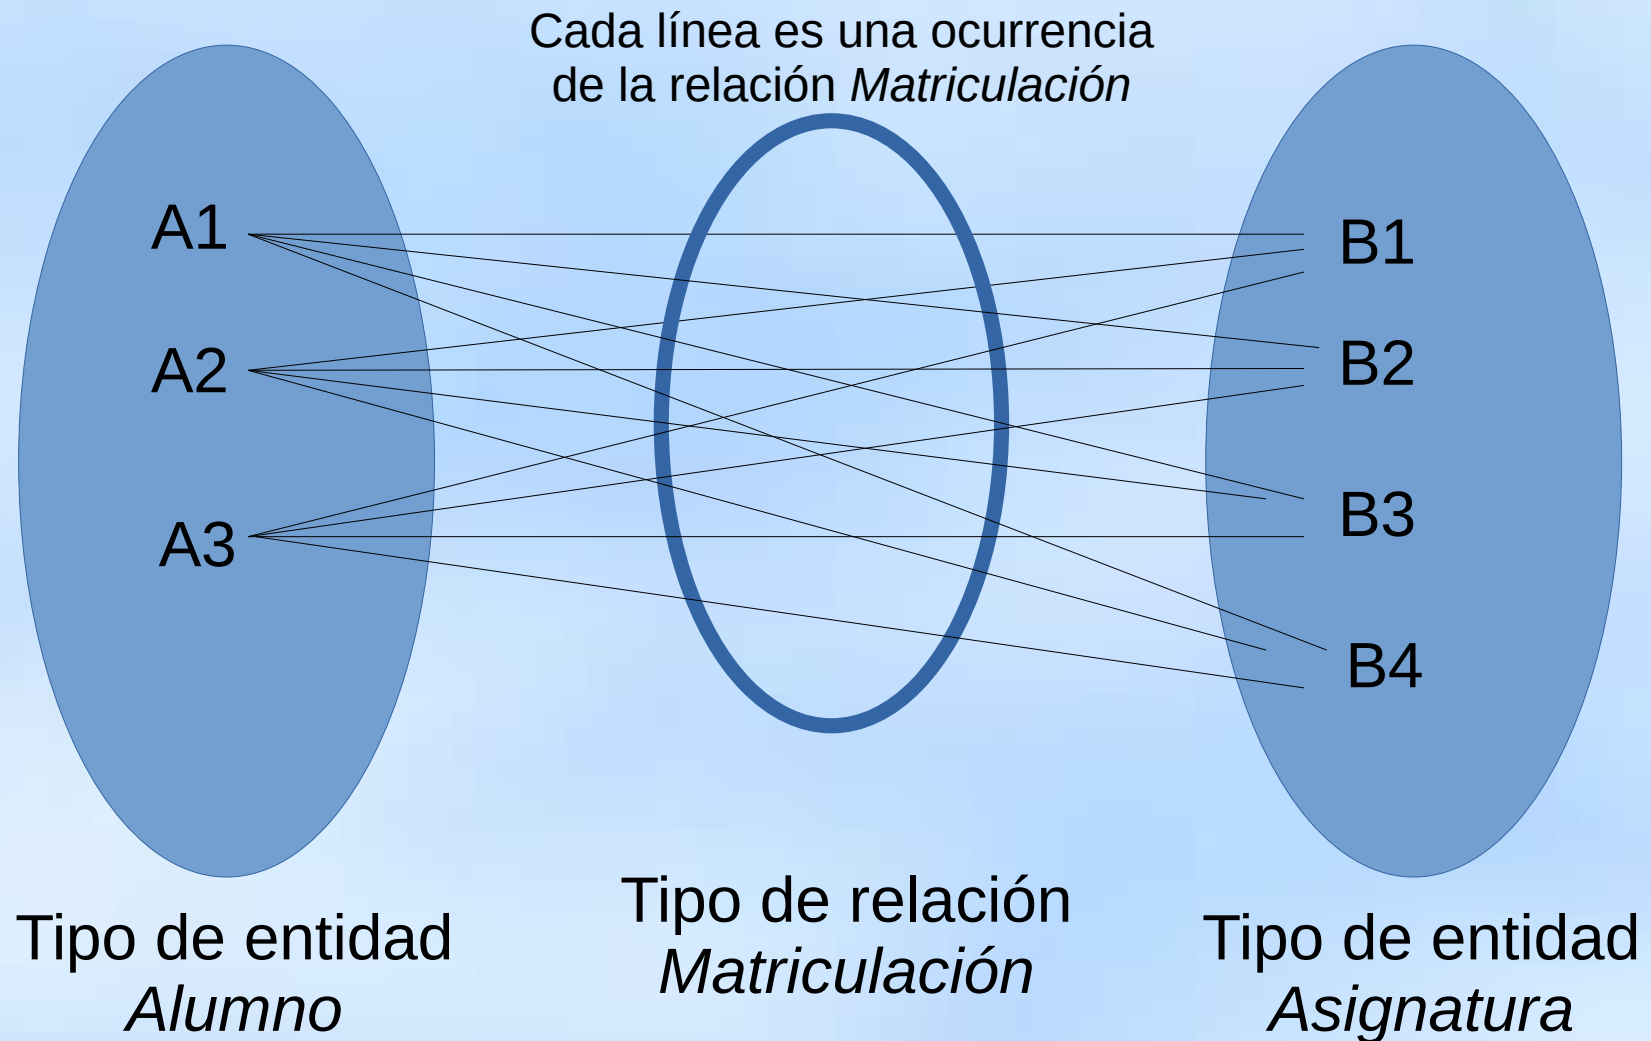 Cada línea es una ocurrencia
de la relación Matriculación
A1
B1
A2
B2
A3
B3
B4
Tipo de relación
Matriculación
Tipo de entidad
Alumno
Tipo de entidad
Asignatura